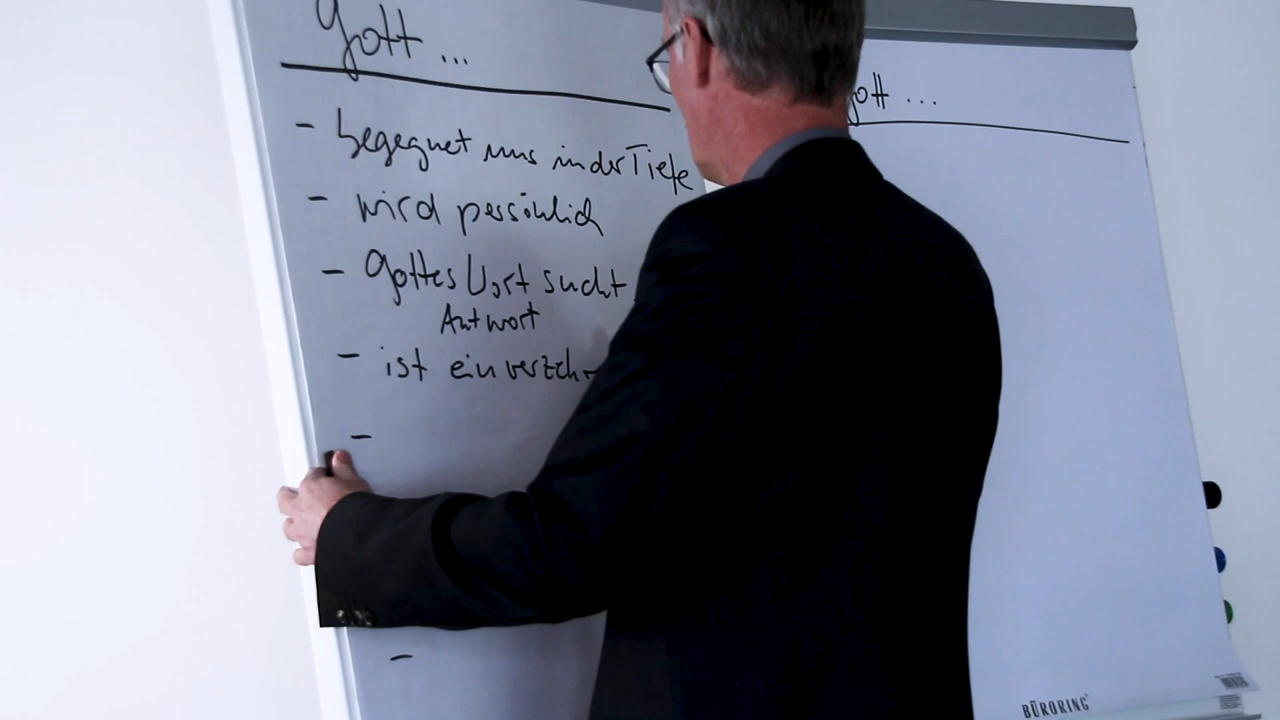 Gott ...
- begegnet uns in der Tiefe
- wird persönlich
- Gottes Wort sucht
Antwort
- ist ein verzeh
-
-
Gott ...
BÜRORING